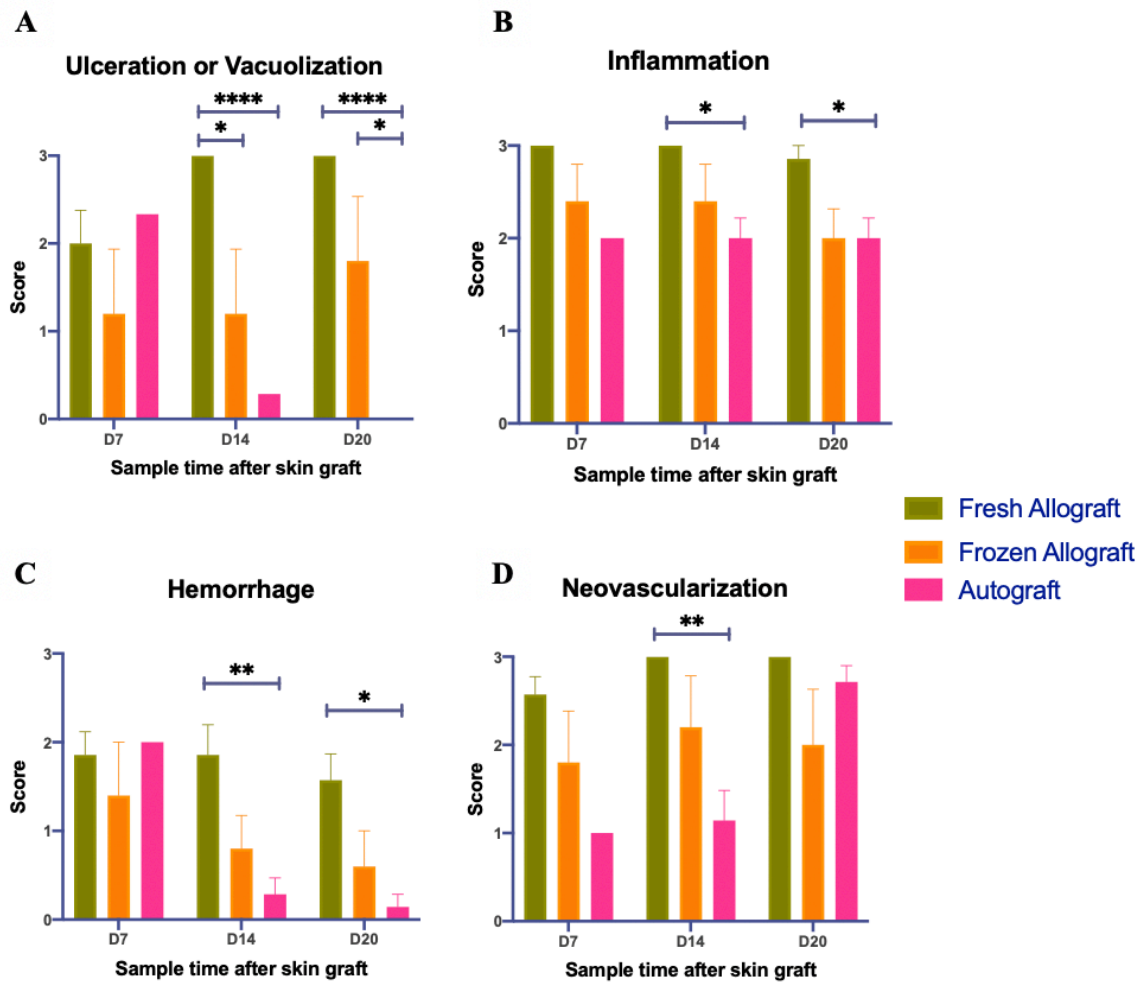 A
Ulceration or Vacuolization
****
****
*
*
3
2
1
0
Score
D7
D14
D20
Sample time after skin graft
B
Inflammation
*
*
3
2
1
0
Score
D7
D14
D20
Sample time after skin graft
Fresh Allograft
Frozen Allograft
Autograft
C
Hemorrhage
**
*
3
2
1
0
Score
D7
D14
D20
Sample time after skin graft
D
Neovascularization
**
3
2
1
0
Score
D7
D14
D20
Sample time after skin graft